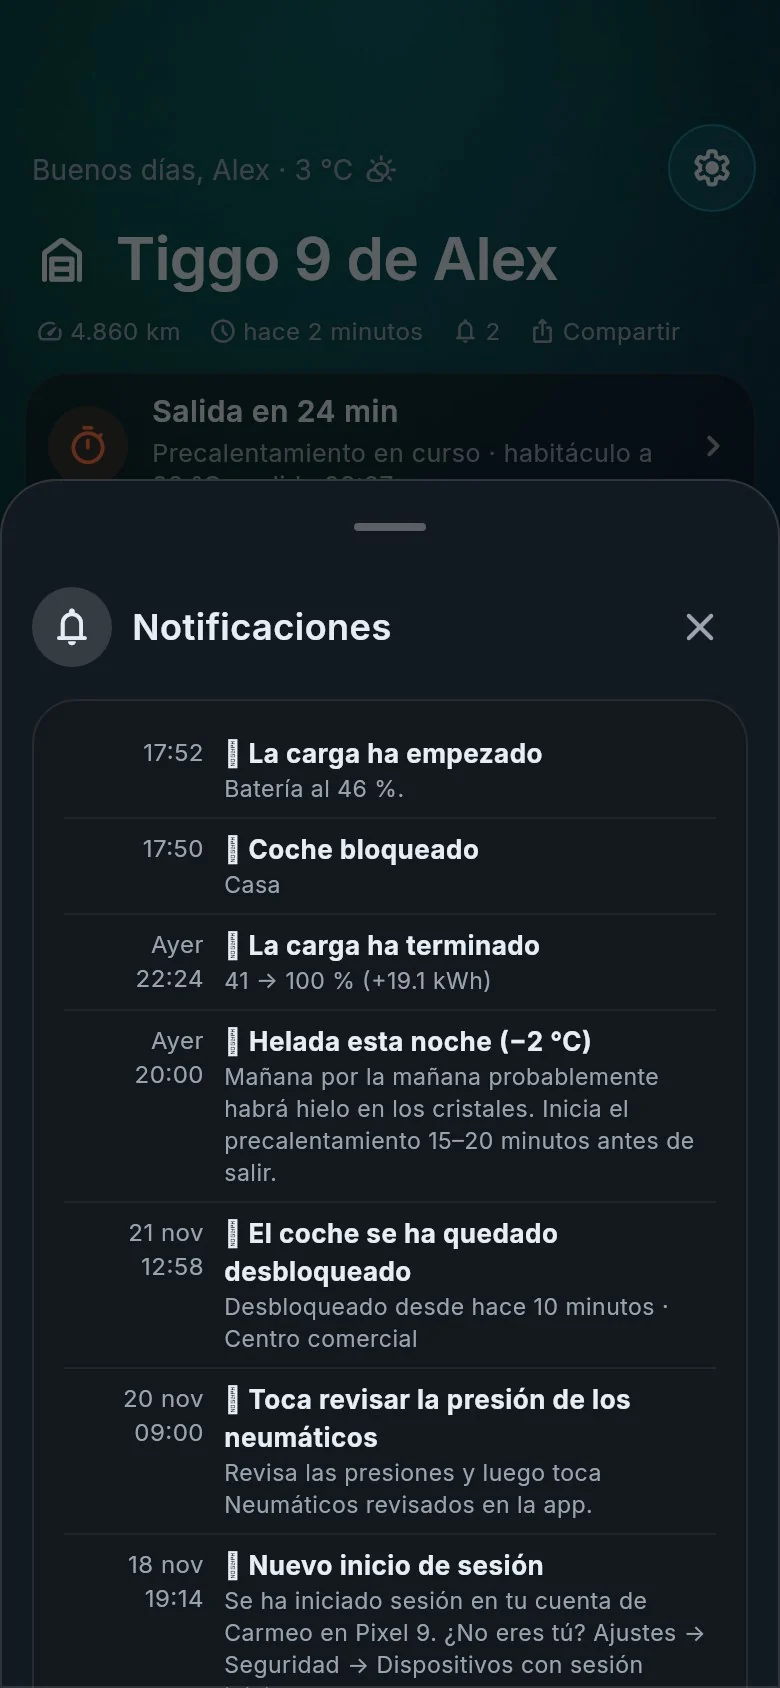 Buenos días, Alex · 3 °C
Tiggo 9 de Alex
4.860 km hace 2 minutos 2 Compartir
Salida en 24 min
Precalentamiento en curso · habitáculo a
Notificaciones
17:52 La carga ha empezado
Batería al 46 %.
17:50 Coche bloqueado
Casa
Ayer 22:24 La carga ha terminado
41 → 100 % (+19.1 kWh)
Ayer 20:00 Helada esta noche (−2 °C)
Mañana por la mañana probablemente
habrá hielo en los cristales. Inicia el
precalentamiento 15–20 minutos antes de
salir.
21 nov 12:58 El coche se ha quedado
desbloqueado
Desbloqueado desde hace 10 minutos ·
Centro comercial
20 nov 09:00 Toca revisar la presión de los
neumáticos
Revisa las presiones y luego toca
Neumáticos revisados en la app.
18 nov 19:14 Nuevo inicio de sesión
Se ha iniciado sesión en tu cuenta de
Carmeo en Pixel 9. ¿No eres tú? Ajustes →
Seguridad → Dispositivos con sesión